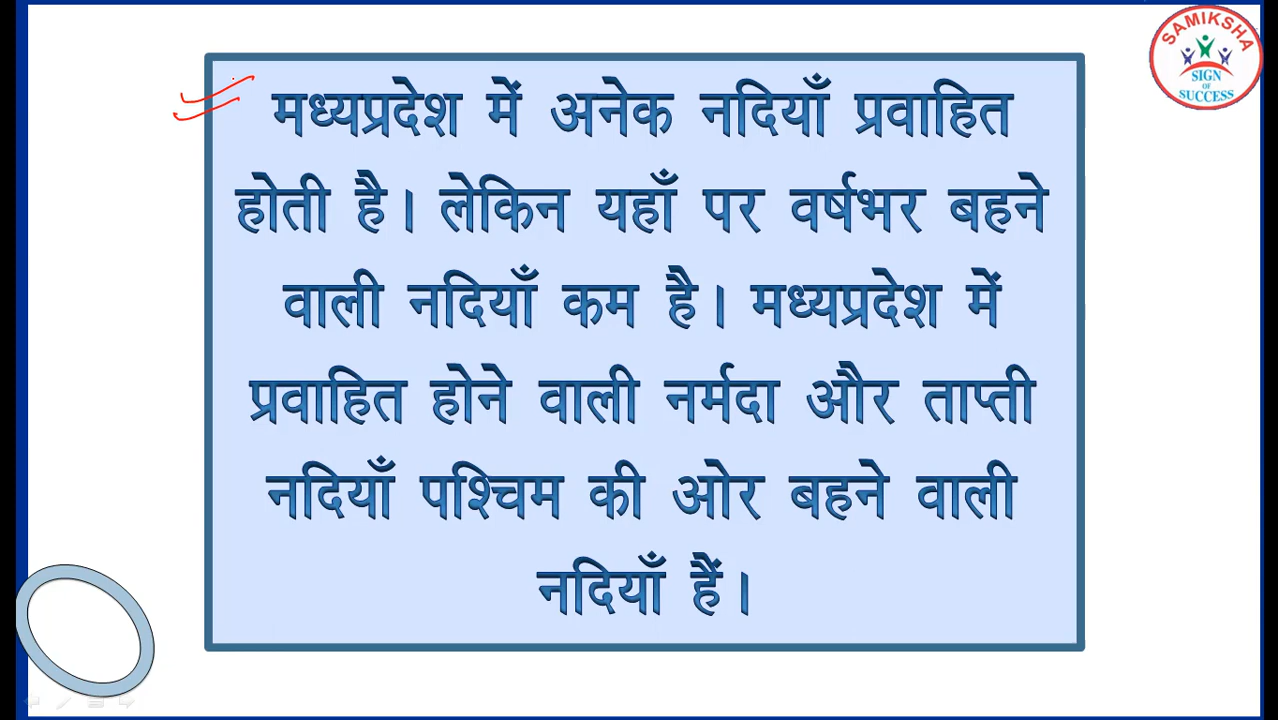 SAMIKSHA
SIGN
OF
SUCCESS
मध्यप्रदेश में अनेक नदियाँ प्रवाहित
होती है। लेकिन यहाँ पर वर्षभर बहने
वाली नदियाँ कम है। मध्यप्रदेश में
प्रवाहित होने वाली नर्मदा और ताप्ती
नदियाँ पश्चिम की ओर बहने वाली
नदियाँ हैं।